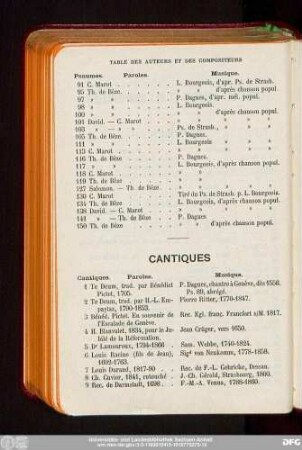 TABLE DES AUTEURS ET DES COMPOSITEURS
Psaumes. Paroles. Musique.
91 C. Marot . . . . . L. Bourgeois, d'apr. Ps. de Strasb.
95 Th. de Bèze. . . . . » » d'après chanson popul.
97 » » . . . . . P. Dagues, d'apr. mél. popul.
98 » » . . . . . L. Bourgeois.
100 » » . . . . . » » d'après chanson popul.
101 David. — C. Marot . . . . » » » »
103 » — » » . . . . Ps. de Strasb., » » »
105 Th. de Bèze . . . . . P. Dagues.
111 » » . . . . . L. Bourgeois » » »
113 C. Marot . . . . . » » » »
116 Th. de Bèze . . . . . P. Dagues.
117 » » . . . . . L. Bourgeois, d'après chanson popul.
118 C. Marot . . . . . » » » »
119 Th. de Bèze . . . . . » » » »
127 Salomon. — Th. de Bèze. . . Tiré du Ps. de Strasb. p. L. Bourgeois.
130 C. Marot . . . . . L. Bourgeois, d'après chanson popul.
134 Th. de Bèze . . . . . » » » »
138 David. — C. Marot . . . . » » » »
141 » — Th. de Bèze . . . P. Dagues
150 Th. de Bèze . . . . . » » d'après chanson popul.
CANTIQUES
Cantiques. Paroles. Musique.
1 Te Deum, trad. par Bénédict P. Dagues, chantre à Genève, dès 1556.
Pictet, 1705. Ps. 89, abrégé.
2 Te Deum, trad. par H.-L. Empaytaz, 1790-1853. Pierre Ritter, 1770-1847.
3 Bénéd. Pictet. En souvenir de Rec. Egl. franç. Francfort s/M. 1817.
l'Escalade de Genève.
4 H. Blanvalet, 1834, pour le Jubilé de la Réformation. Jean Crüger, vers 1650.
5 Dr Lamouroux, 1794-1866 . Sam. Webbe, 1740-1824.
6 Louis Racine (fils de Jean), Sigd von Neukomm, 1778-1858.
1692-1763.
7 Louis Durand, 1817-90 . . Rec. de F.-L. Gehricke, Dessau.
8 Ch. Cuvier, 1841, retouché . J.-Ch. Gérold, Strasbourg, 1860.
9 Rec. de Darmstadt, 1698. . F.-M.-A. Venua, 1788-1860.
Universitäts- und Landesbibliothek Sachsen-Anhalt